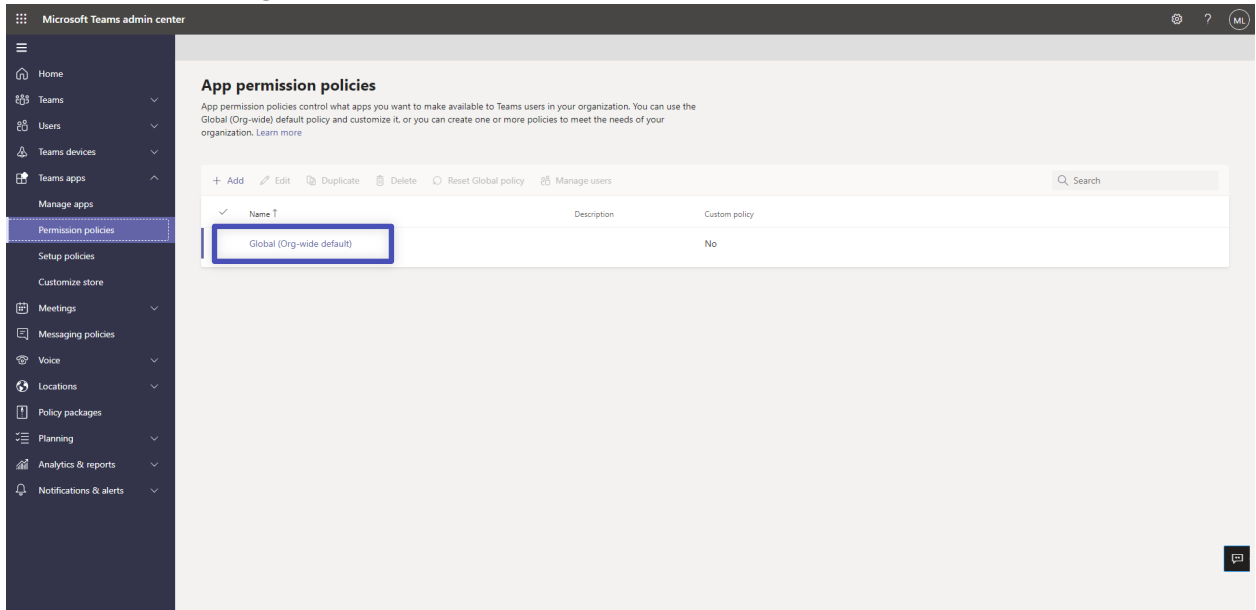 Microsoft Teams admin center
? ML
Home
Teams
Users
Teams devices
Teams apps
Manage apps
Permission policies
Setup policies
Customize store
Meetings
Messaging policies
Voice
Locations
Policy packages
Planning
Analytics & reports
Notifications & alerts
App permission policies
App permission policies control what apps you want to make available to Teams users in your organization. You can use the
Global (Org-wide) default policy and customize it, or you can create one or more policies to meet the needs of your
organization. Learn more
+ Add Edit Duplicate Delete Reset Global policy Manage users Search
✓ Name ↑ Description Custom policy
Global (Org-wide default) No